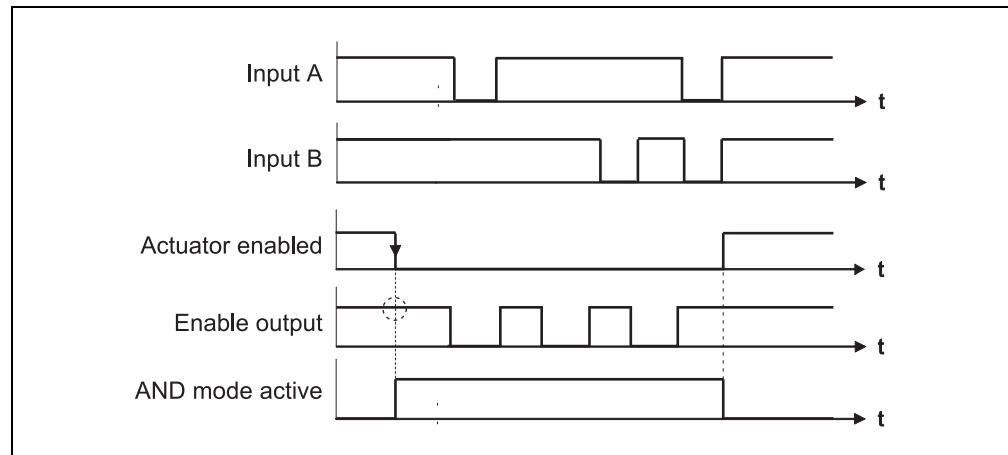 Input A
t
Input B
t
Actuator enabled
t
Enable output
t
AND mode active
t